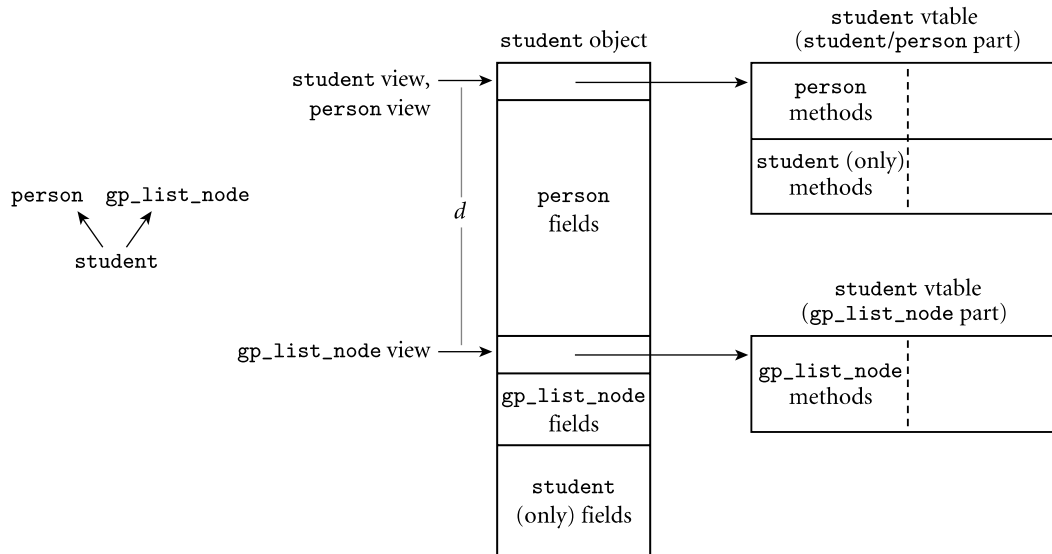 student object
student vtable
(student/person part)
student view,
person view
person
methods
student (only)
methods
person gp_list_node
student
d
person
fields
student vtable
(gp_list_node part)
gp_list_node view
gp_list_node
methods
gp_list_node
fields
student
(only) fields